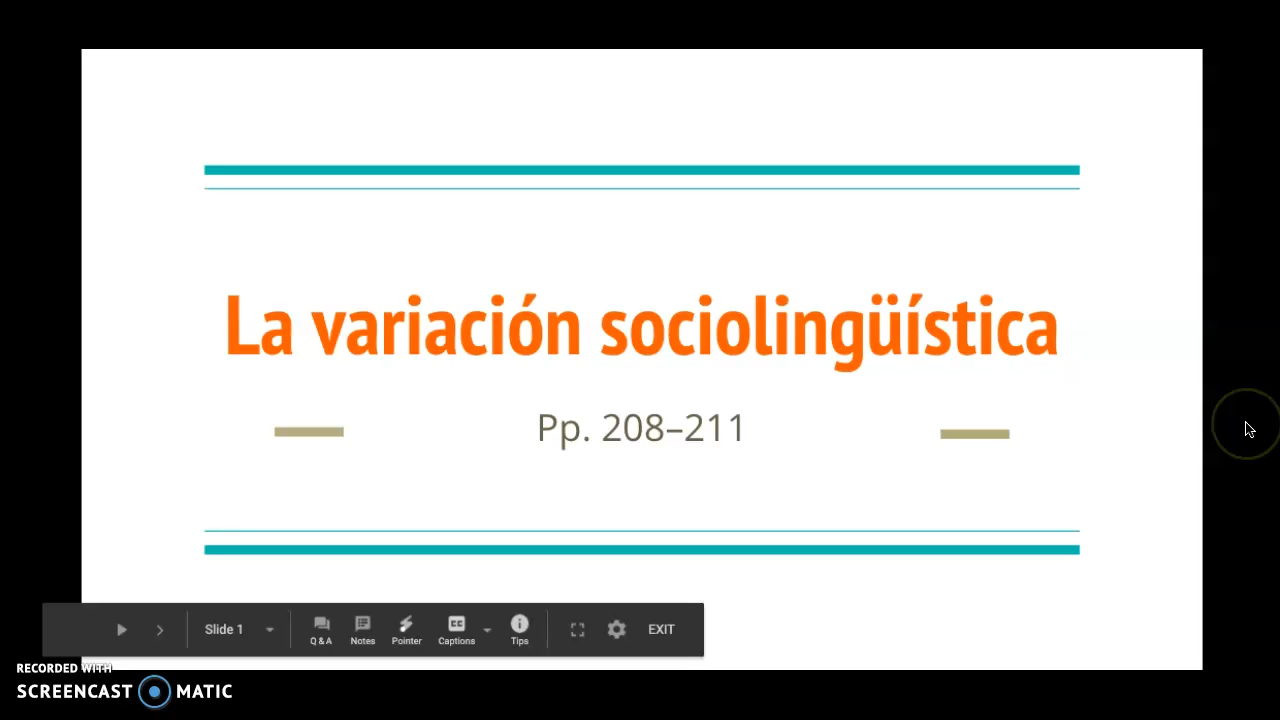 La variación sociolingüística
Pp. 208–211
Slide 1
Q & A
Notes
Pointer
Captions
Tips
EXIT
RECORDED WITH
SCREENCAST MATIC